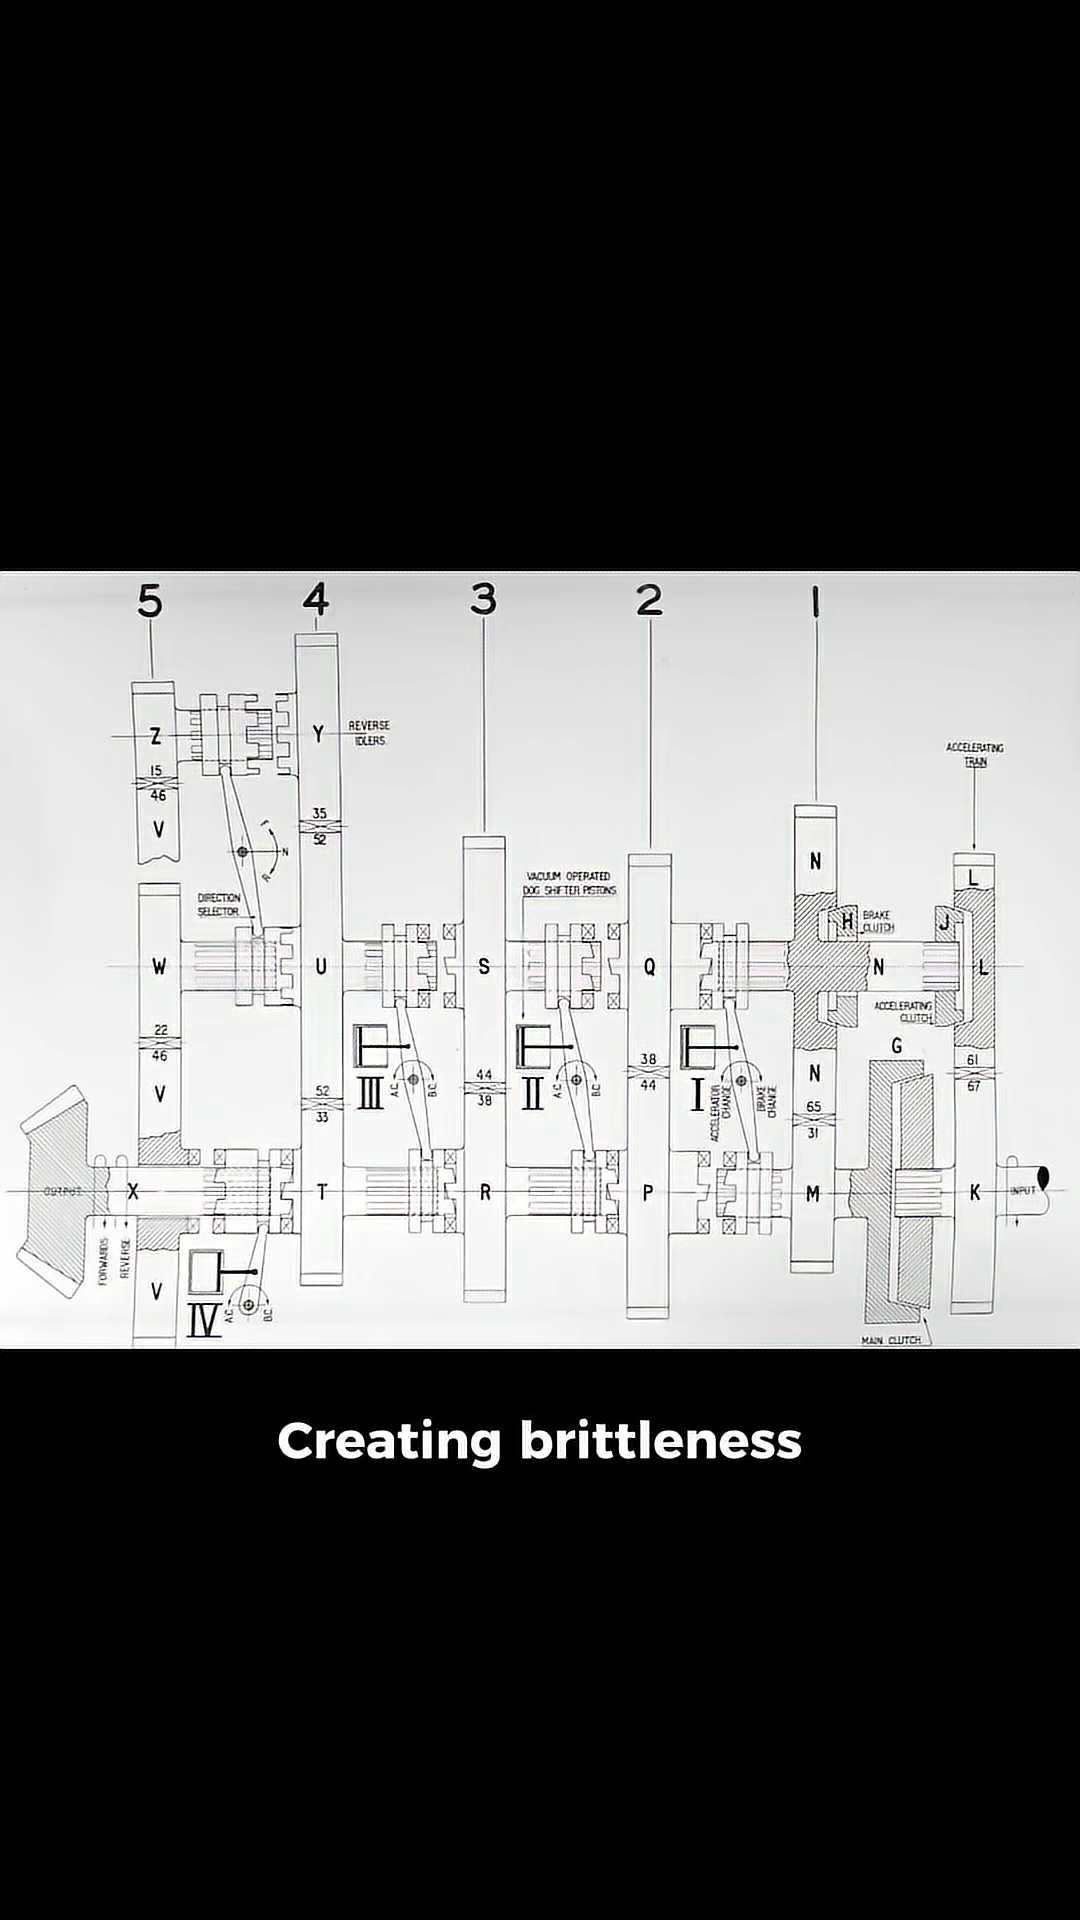 5 4 3 2 1
Z
Y
REVERSE
IDLERS.
15
46
V
35
52
N
R
ACCELERATING
TRAIN
N
L
VACUUM OPERATED
DOG SHIFTER PISTONS.
DIRECTION
SELECTOR.
H
BRAKE
CLUTCH
J
W
U
S
Q
N
L
ACCELERATING
CLUTCH
G
22
46
V
III
A.C.
B.C.
II
A.C.
B.C.
I
ACCELERATOR
CHANGE
BRAKE
CHANGE
44
38
38
44
N
61
67
52
33
65
31
OUTPUT
X
T
R
P
M
K
INPUT
FORWARDS
REVERSE
V
IV
A.C.
B.C.
MAIN CLUTCH
Creating brittleness